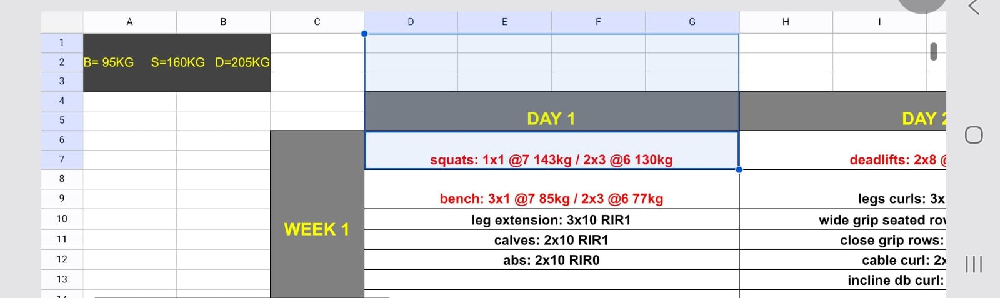 A B C D E F G H I
1
2 B= 95KG S=160KG D=205KG
3
4
5 DAY 1 DAY
6
7 squats: 1x1 @7 143kg / 2x3 @6 130kg deadlifts: 2x8
8
9 bench: 3x1 @7 85kg / 2x3 @6 77kg legs curls: 3x
10 leg extension: 3x10 RIR1 wide grip seated
WEEK 1
11 calves: 2x10 RIR1 close grip rows:
12 abs: 2x10 RIR0 cable curl: 2x
13 incline db curl: